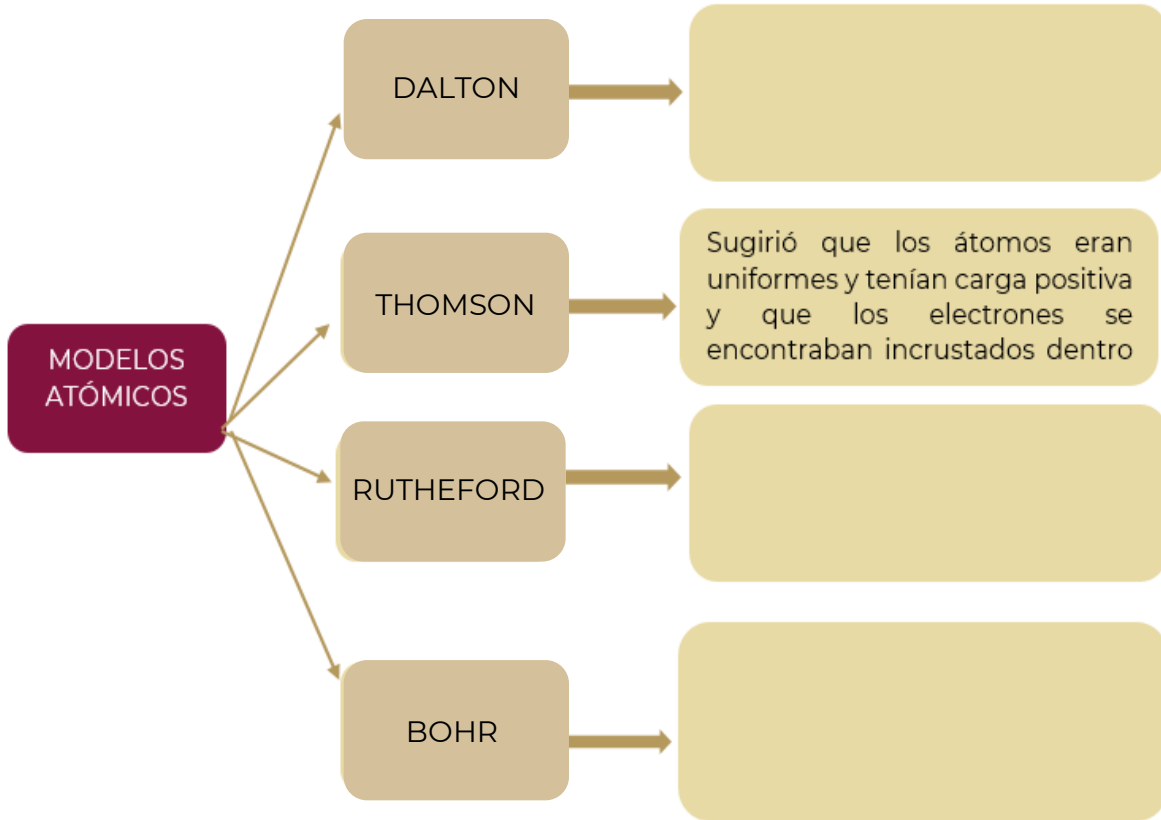 DALTON
Sugirió que los átomos eran
uniformes y tenían carga positiva
y que los electrones se
encontraban incrustados dentro
THOMSON
MODELOS
ATÓMICOS
RUTHEFORD
BOHR